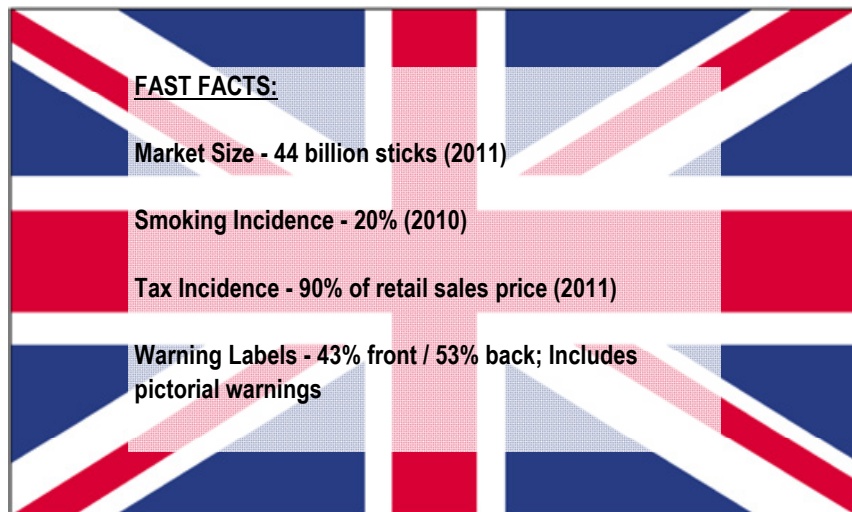 FAST FACTS:
Market Size - 44 billion sticks (2011)
Smoking Incidence - 20% (2010)
Tax Incidence - 90% of retail sales price (2011)
Warning Labels - 43% front / 53% back; Includes
pictorial warnings